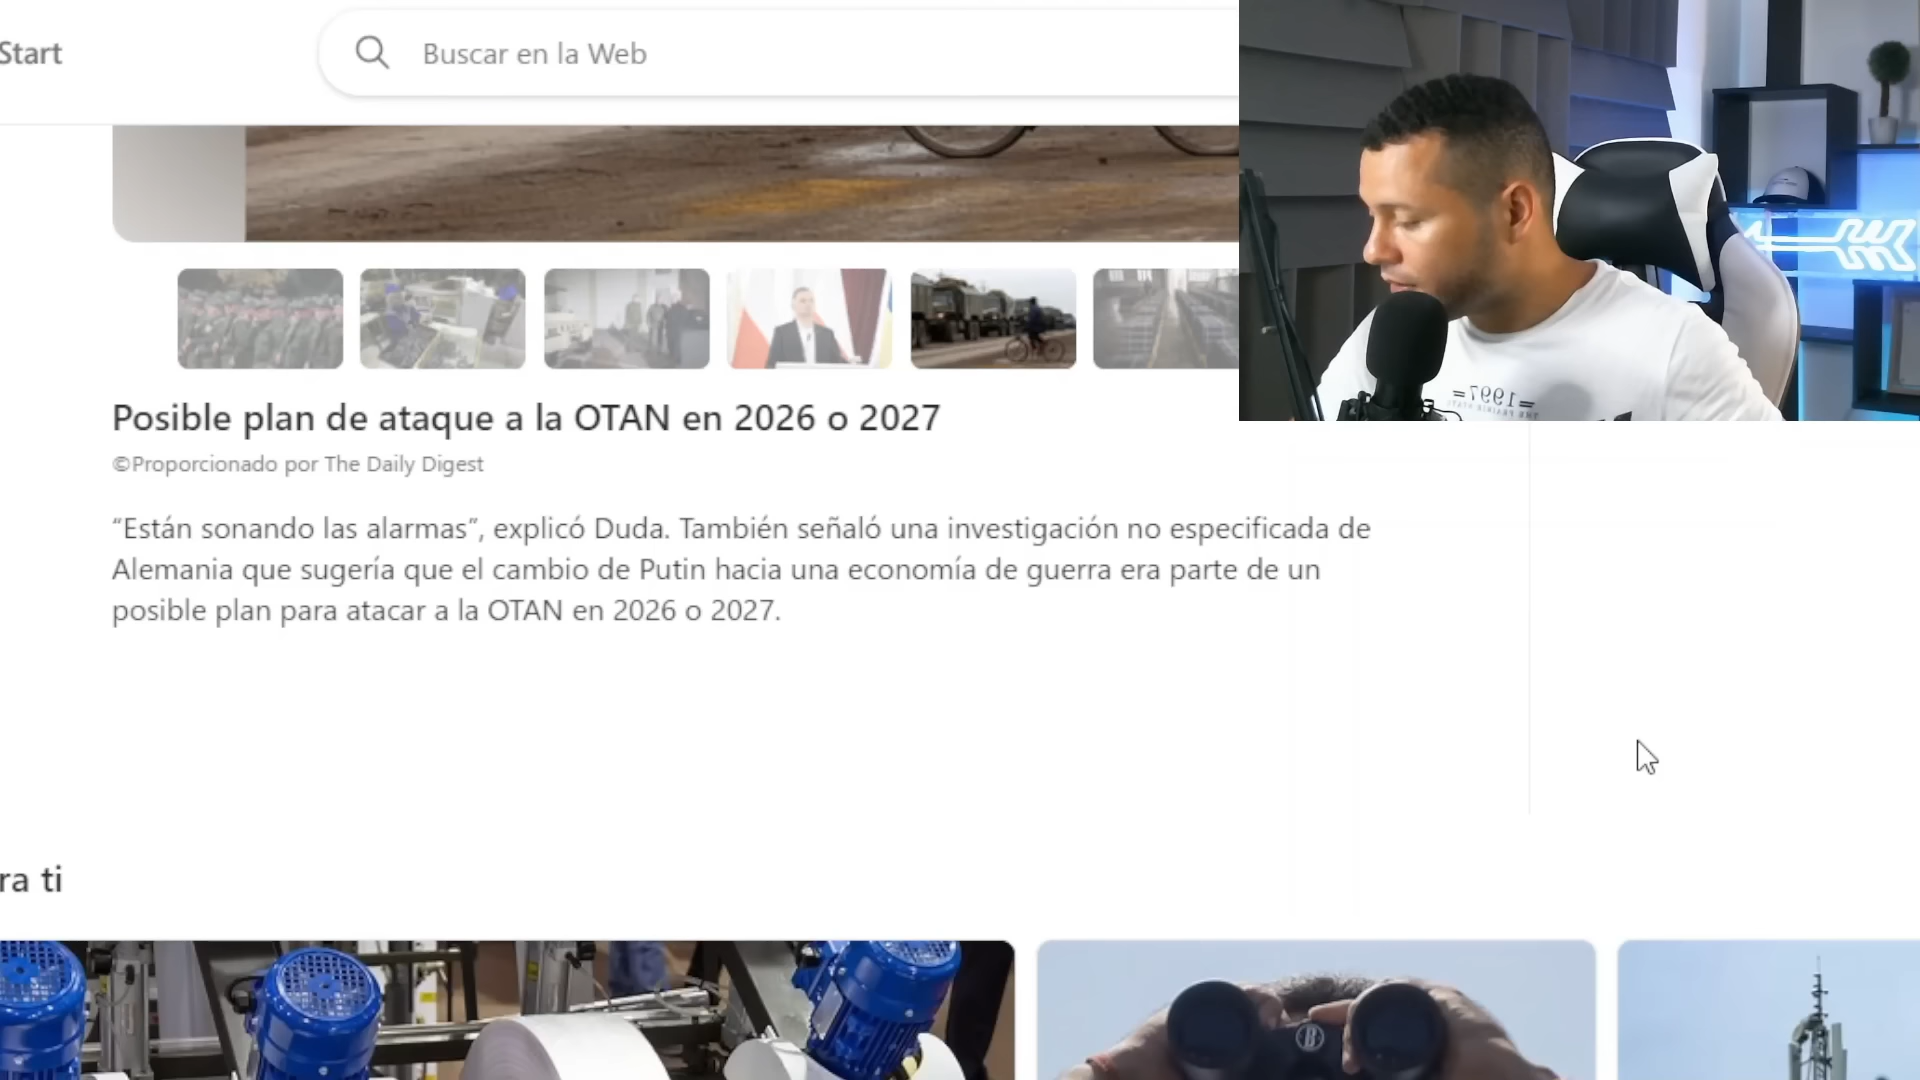 Start
Buscar en la Web
Posible plan de ataque a la OTAN en 2026 o 2027
©Proporcionado por The Daily Digest
“Están sonando las alarmas”, explicó Duda. También señaló una investigación no especificada de
Alemania que sugería que el cambio de Putin hacia una economía de guerra era parte de un
posible plan para atacar a la OTAN en 2026 o 2027.
ra ti
=1997=